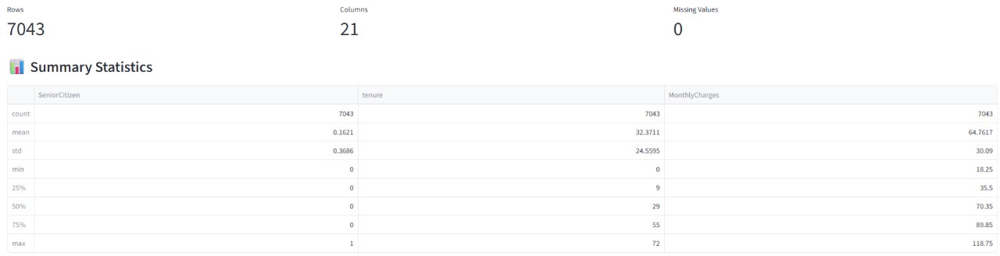 Rows Columns Missing Values
7043 21 0
Summary Statistics
SeniorCitizen tenure MonthlyCharges
count 7043 7043 7043
mean 0.1621 32.3711 64.7617
std 0.3686 24.5595 30.09
min 0 0 18.25
25% 0 9 35.5
50% 0 29 70.35
75% 0 55 89.85
max 1 72 118.75